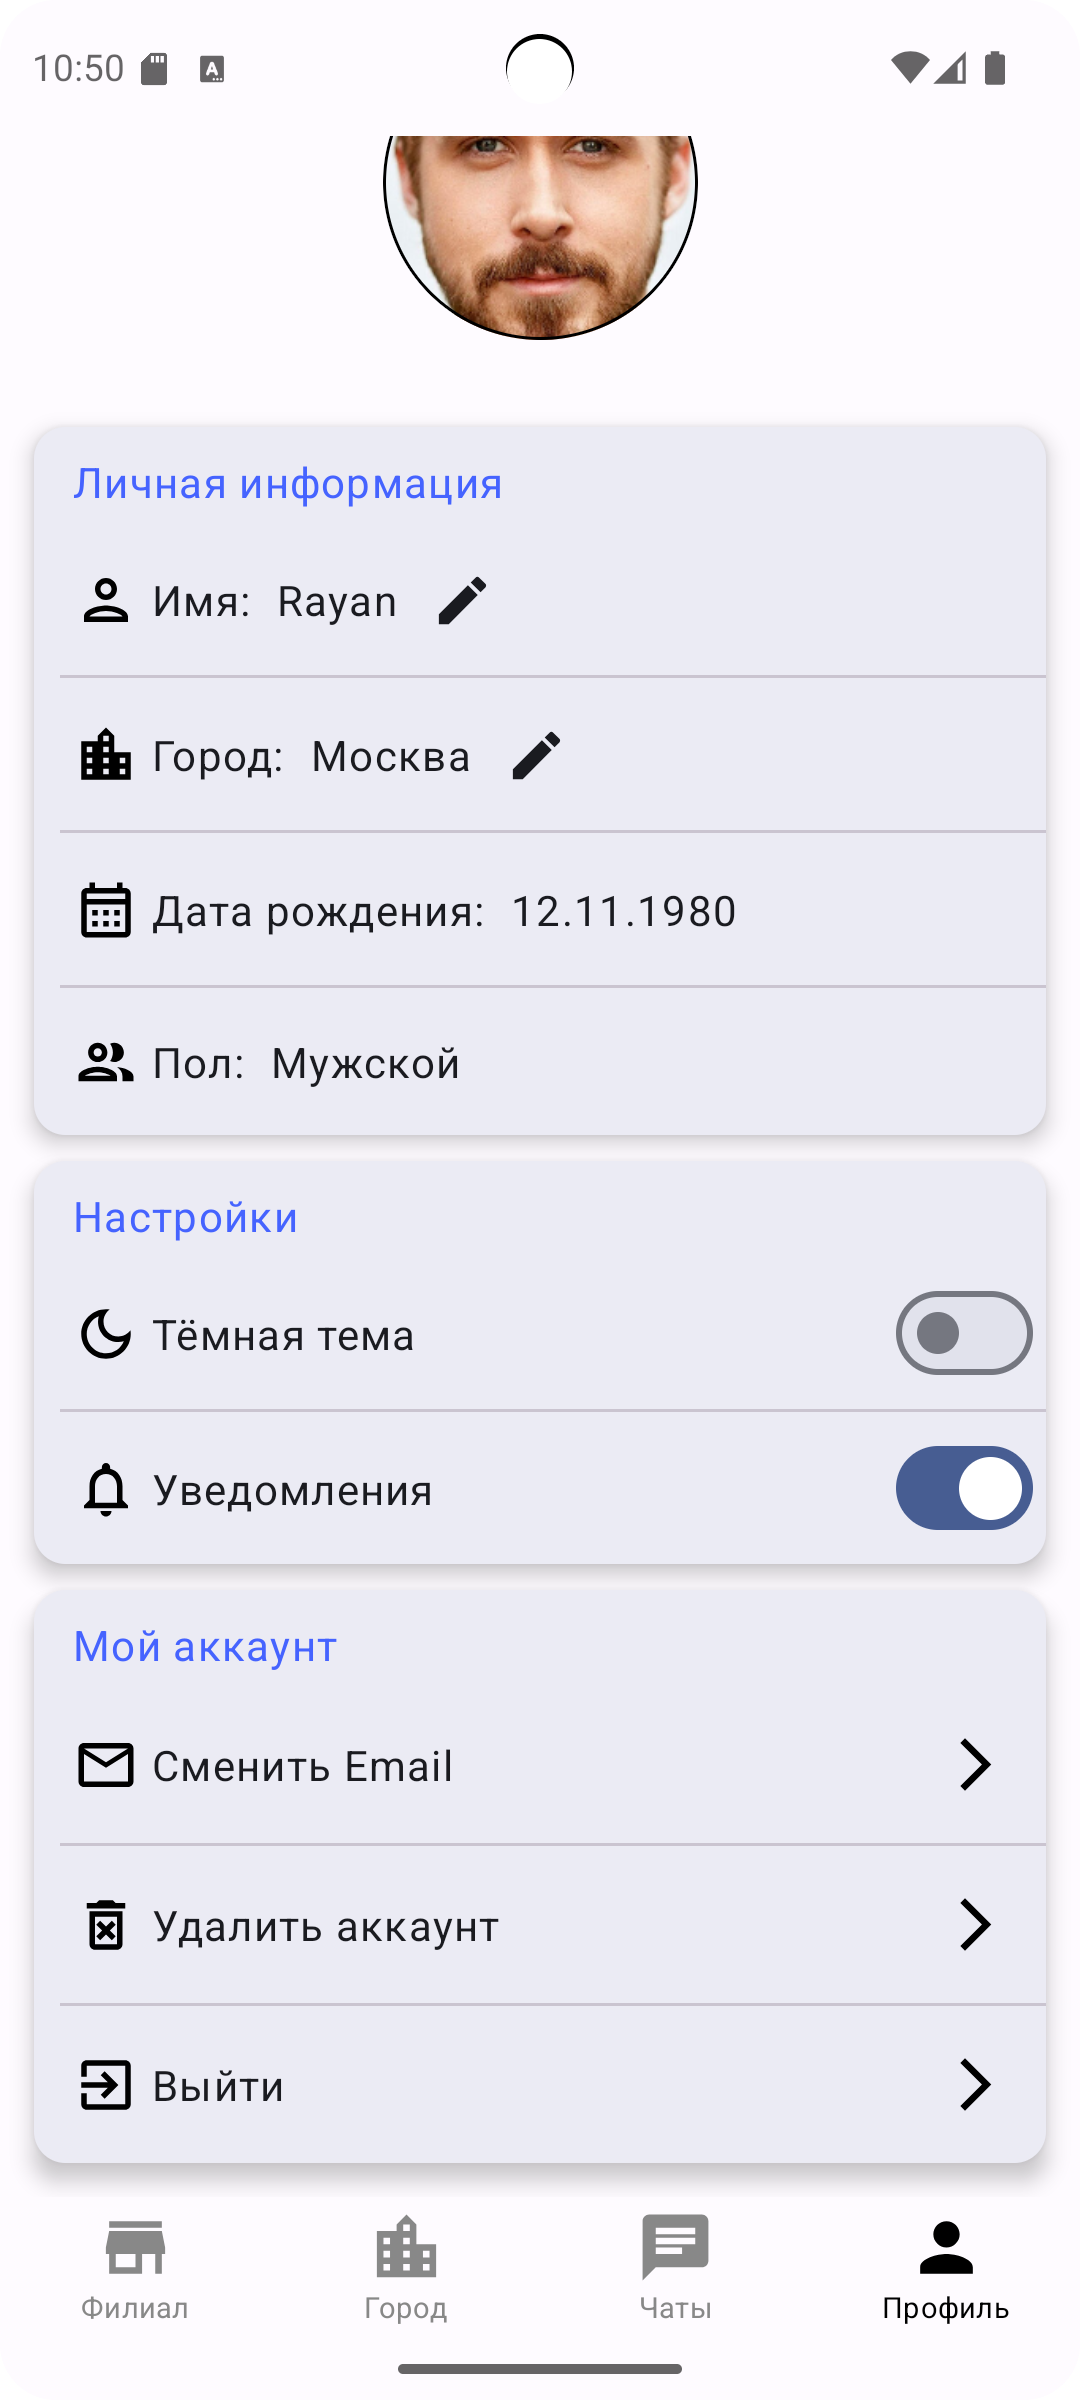 10:50
Личная информация
Имя: Rayan
Город: Москва
Дата рождения: 12.11.1980
Пол: Мужской
Настройки
Тёмная тема
Уведомления
Мой аккаунт
Сменить Email
Удалить аккаунт
Выйти
Филиал Город Чаты Профиль